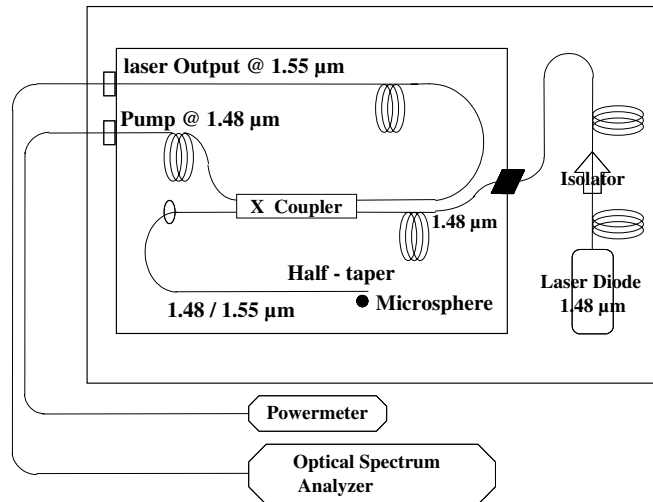 laser Output @ 1.55 µm
Pump @ 1.48 µm
Isolator
X Coupler
1.48 µm
Half - taper
Laser Diode
1.48 µm
1.48 / 1.55 µm
Microsphere
Powermeter
Optical Spectrum
Analyzer